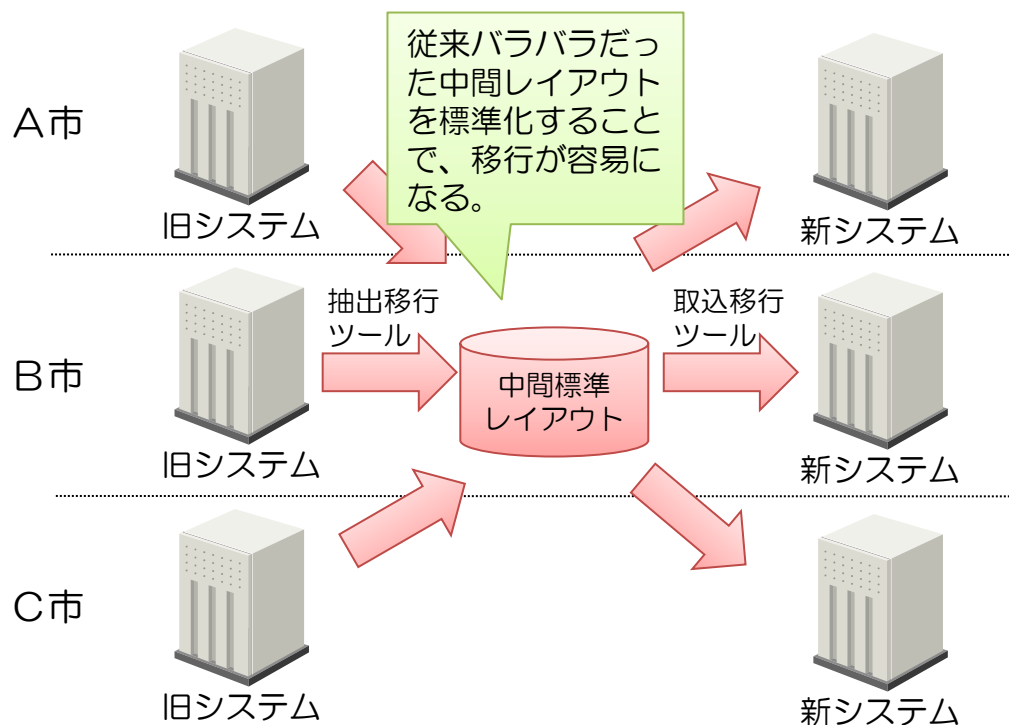 従来バラバラだっ
た中間レイアウト
を標準化すること
で、移行が容易に
なる。
A市
旧システム
新システム
抽出移行
ツール
取込移行
ツール
B市
中間標準
レイアウト
旧システム
新システム
C市
旧システム
新システム